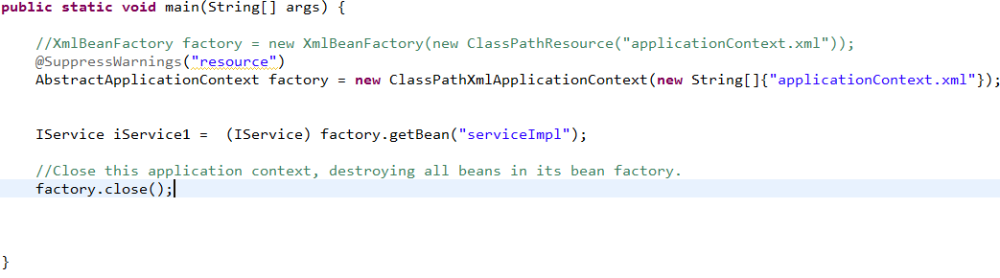 public static void main(String[] args) {
//XmlBeanFactory factory = new XmlBeanFactory(new ClassPathResource("applicationContext.xml"));
@SuppressWarnings("resource")
AbstractApplicationContext factory = new ClassPathXmlApplicationContext(new String[]{"applicationContext.xml"});
IService iService1 =  (IService) factory.getBean("serviceImpl");
//Close this application context, destroying all beans in its bean factory.
factory.close();
}